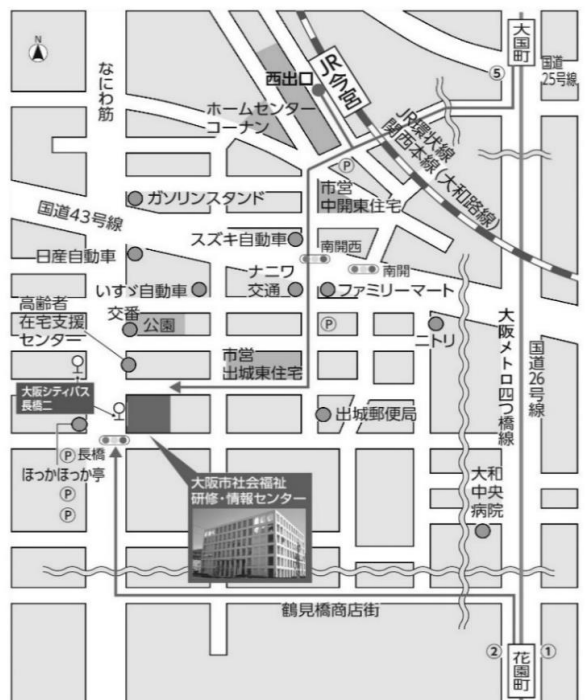 N
大国町
国道
25号線
⑤
西出口
JR今宮
なにわ筋
ホームセンター
コーナン
JR環状線
関西本線(大和路線)
P
市営
中開東住宅
ガソリンスタンド
国道43号線
スズキ自動車
南開西
南開
日産自動車
いすゞ自動車
ナニワ
交通
ファミリーマート
高齢者
在宅支援
センター
交番
公園
P
ニトリ
大阪メトロ四つ橋線
国道26号線
市営
出城東住宅
大阪シティバス
長橋二
出城郵便局
長橋
P
ほっかほっか亭
P
P
大阪市社会福祉
研修・情報センター
大和
中央
病院
鶴見橋商店街
②
花園町
①